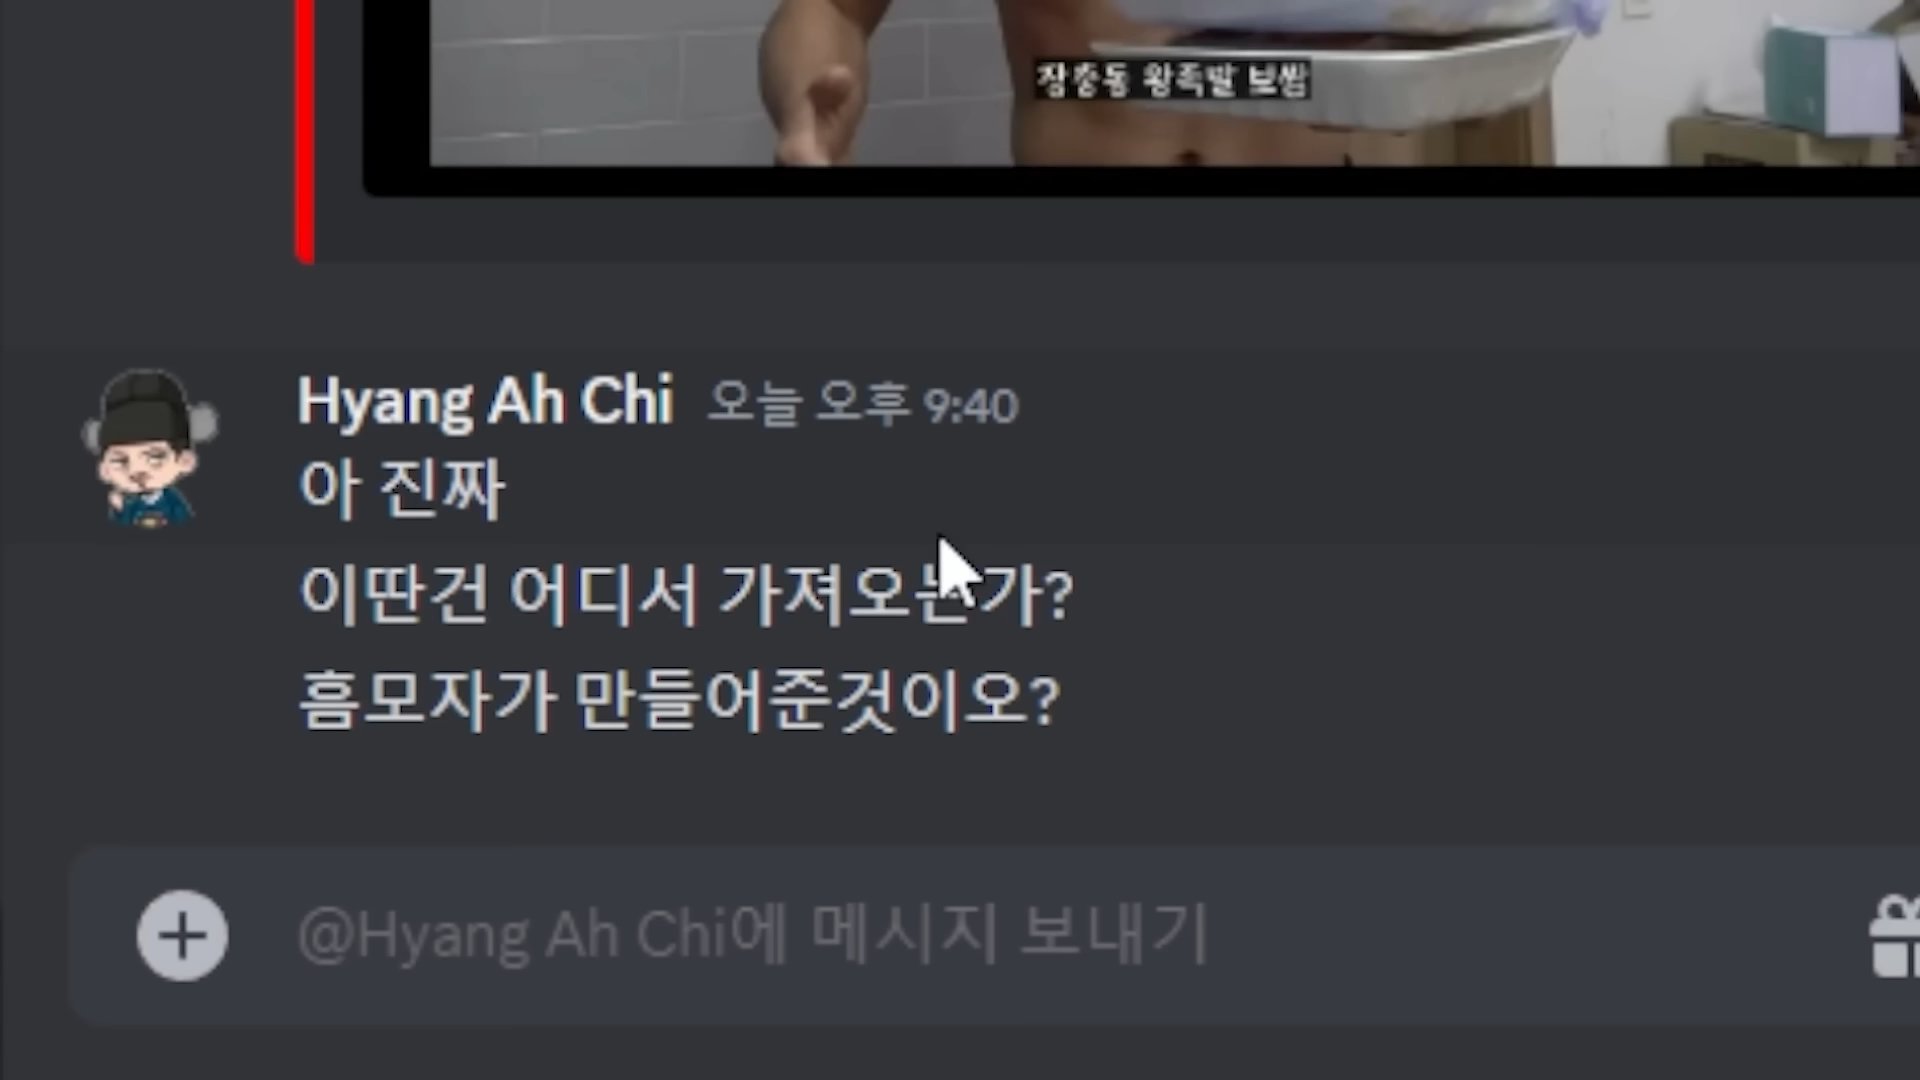 장충동 왕족발 보쌈
Hyang Ah Chi 오늘 오후 9:40
아 진짜
이딴건 어디서 가져오는가?
흠모자가 만들어준것이오?
@Hyang Ah Chi에 메시지 보내기